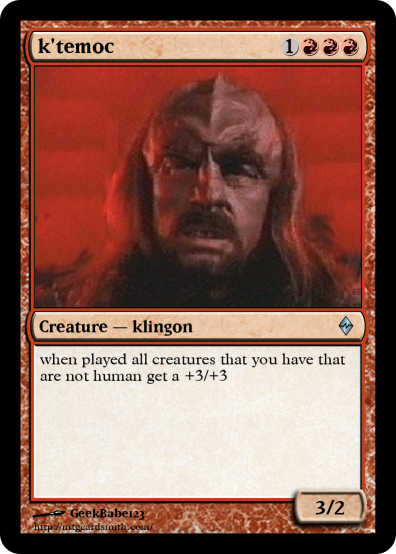 k'temoc 1
Creature — klingon
when played all creatures that you have that
are not human get a +3/+3
3/2
GeekBabe123
http://mtgcardsmith.com/